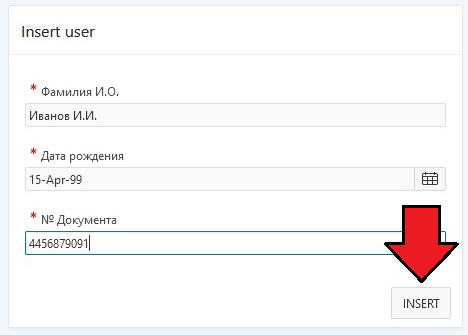 Insert user
* Фамилия И.О.
Иванов И.И.
* Дата рождения
15-Apr-99
* № Документа
4456879091
INSERT